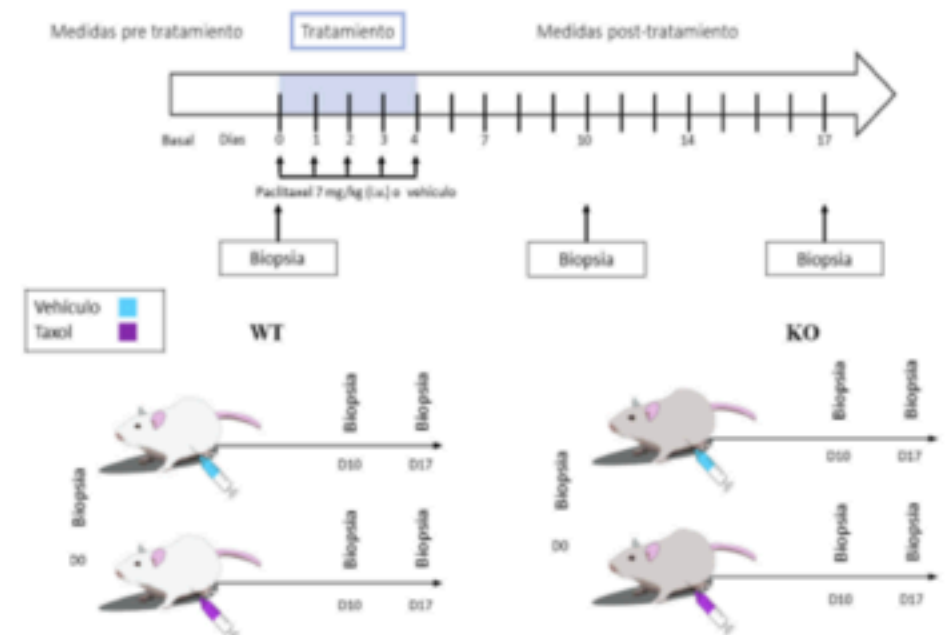 Medidas pre tratamiento
Tratamiento
Medidas post-tratamiento
Basal
Días
0 1 2 3 4 7 10 14 17
Paclitaxel 7 mg/kg (i.v.) o vehículo
Biopsia
Biopsia
Biopsia
Vehículo
Taxol
WT
KO
Biopsia
D0
Biopsia
Biopsia
D10
D17
Biopsia
Biopsia
D10
D17
Biopsia
D0
Biopsia
Biopsia
D10
D17
Biopsia
Biopsia
D10
D17